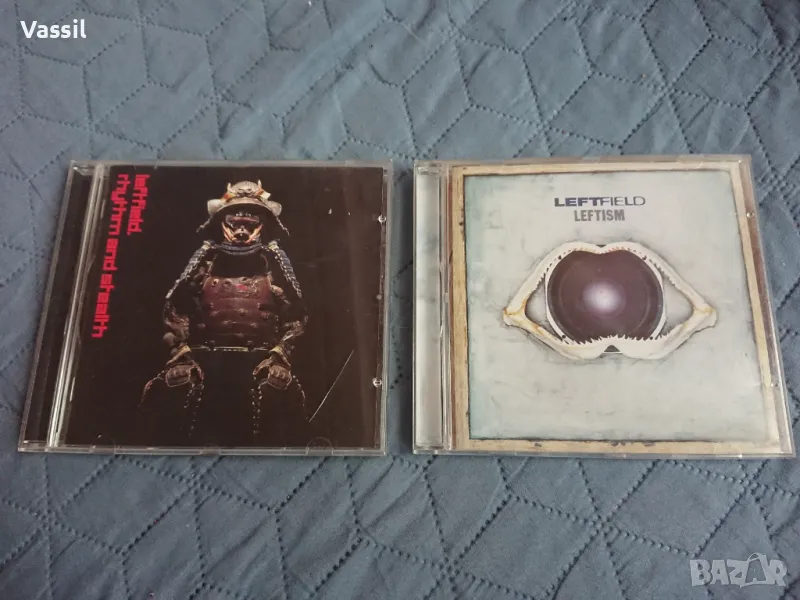 Vassil
leftfield.
rhythm and stealth
LEFTFIELD
LEFTISM
BAZAR